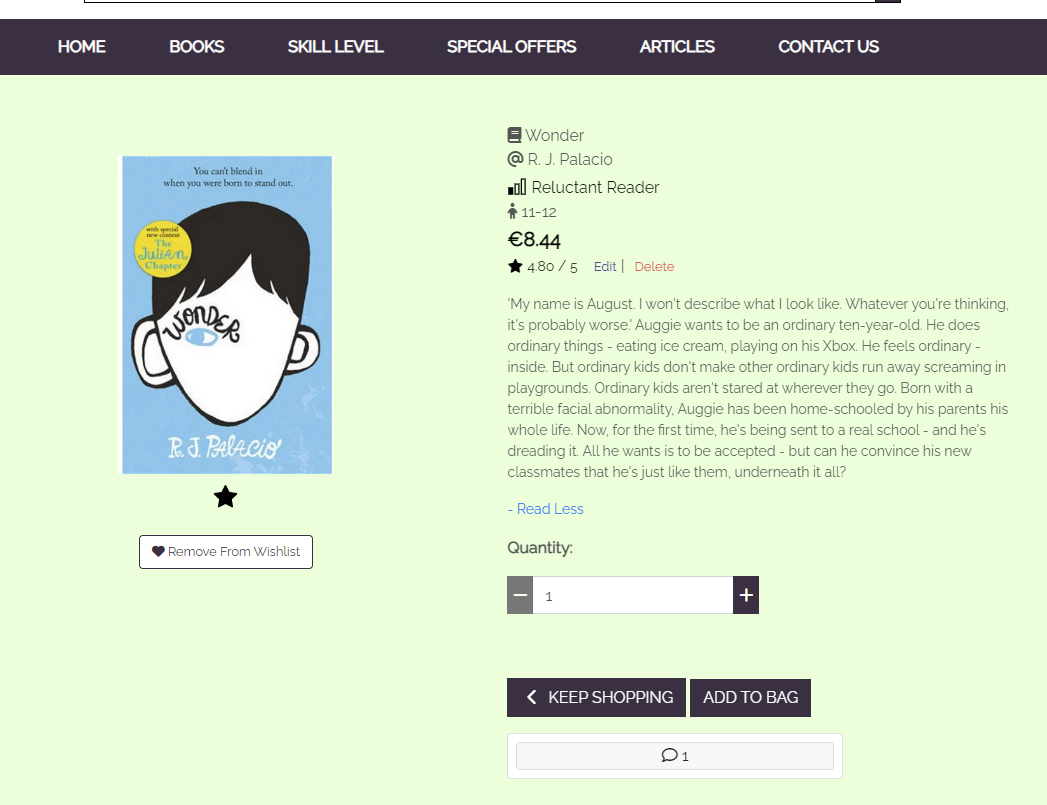 HOME BOOKS SKILL LEVEL SPECIAL OFFERS ARTICLES CONTACT US
You can't blend in
when you were born to stand out.
with special
new content
The
Julian
Chapter
WONDER
R. J. PALACIO
Remove From Wishlist
Wonder
R. J. Palacio
Reluctant Reader
11-12
€8.44
4.80 / 5 Edit | Delete
'My name is August. I won't describe what I look like. Whatever you're thinking,
it's probably worse.' Auggie wants to be an ordinary ten-year-old. He does
ordinary things - eating ice cream, playing on his Xbox. He feels ordinary -
inside. But ordinary kids don't make other ordinary kids run away screaming in
playgrounds. Ordinary kids aren't stared at wherever they go. Born with a
terrible facial abnormality, Auggie has been home-schooled by his parents his
whole life. Now, for the first time, he's being sent to a real school - and he's
dreading it. All he wants is to be accepted - but can he convince his new
classmates that he's just like them, underneath it all?
- Read Less
Quantity:
1
KEEP SHOPPING ADD TO BAG
1